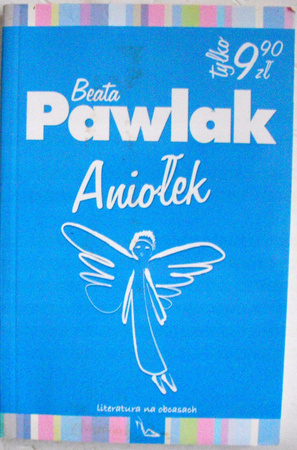 tylko
9 90 zł
Beata
Pawlak
Aniołek
literatura na obcasach